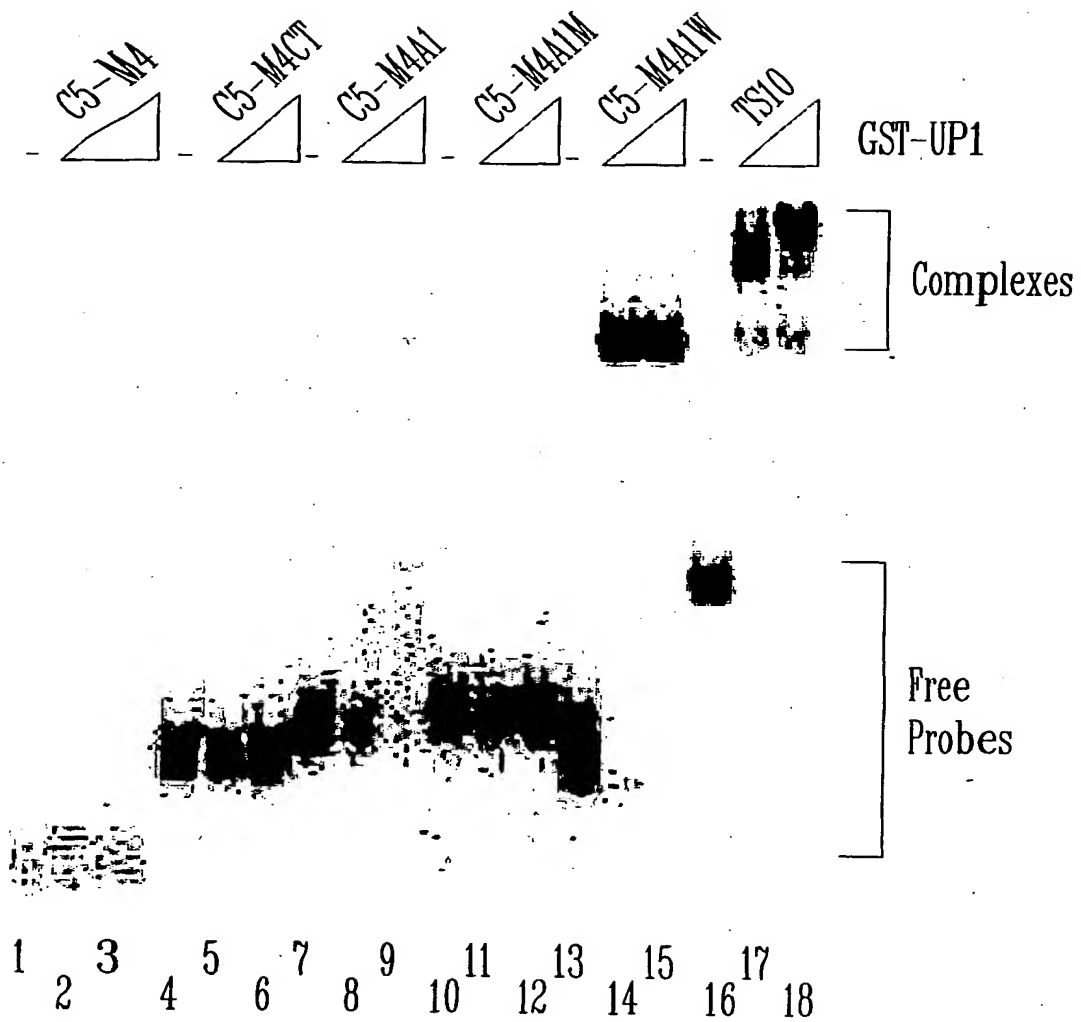 C5-M4 C5-M4CT C5-M4A1 C5-M4A1M C5-M4A1W TS10
- - - - - - GST-UP1
Complexes
Free
Probes
1 3 5 7 9 11 13 15 17
2 4 6 8 10 12 14 16 18